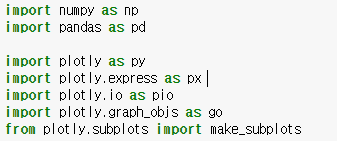 import numpy as np
import pandas as pd
import plotly as py
import plotly.express as px
import plotly.io as pio
import plotly.graph_objs as go
from plotly.subplots import make_subplots